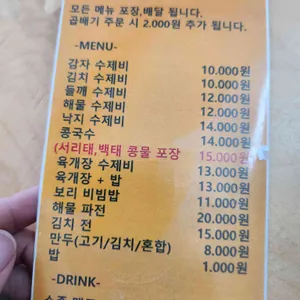 모든 메뉴 포장,배달 됩니다.
곱배기 주문 시 2.000원 추가 됩니다.
-MENU-
감자 수제비 10.000원
김치 수제비 10.000원
들깨 수제비 12.000원
해물 수제비 12.000원
낙지 수제비 14.000원
콩국수 14.000원
(서리태,백태 콩물 포장 15.000원
육개장 수제비 13.000원
육개장 + 밥 13.000원
보리 비빔밥 11.000원
해물 파전 20.000원
김치 전 15.000원
만두(고기/김치/혼합) 8.000원
밥 1.000원
-DRINK-